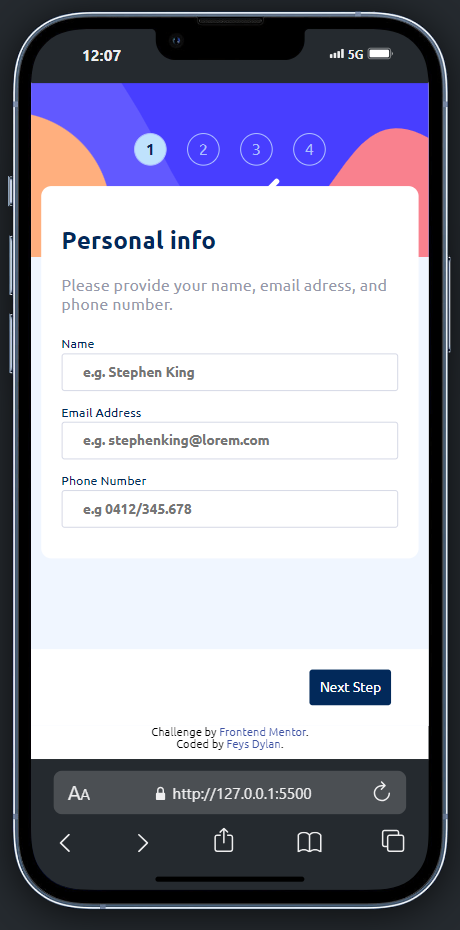 12:07
5G
1 2 3 4
Personal info
Please provide your name, email adress, and
phone number.
Name
e.g. Stephen King
Email Address
e.g. stephenking@lorem.com
Phone Number
e.g 0412/345.678
Next Step
Challenge by Frontend Mentor.
Coded by Feys Dylan.
AA
http://127.0.0.1:5500